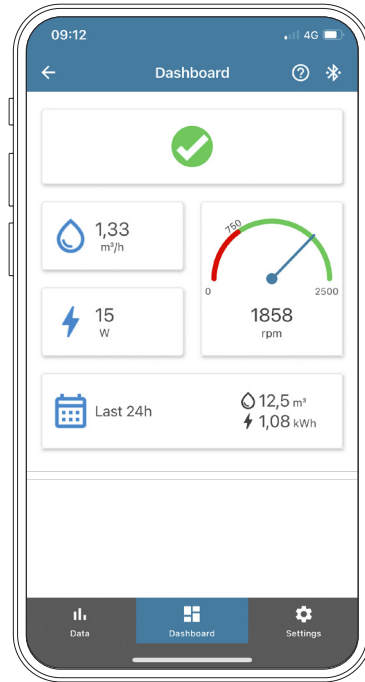 09:12
4G
Dashboard
1,33
m³/h
15
W
750
0
2500
1858
rpm
Last 24h
12,5 m³
1,08 kWh
Data
Dashboard
Settings